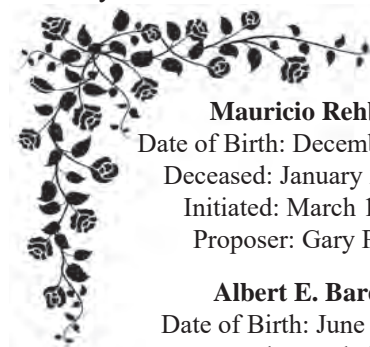 Mauricio
Date of Birth:
Deceased: January
Initiated: March
Proposer: Gary
Albert E.
Date of Birth: June